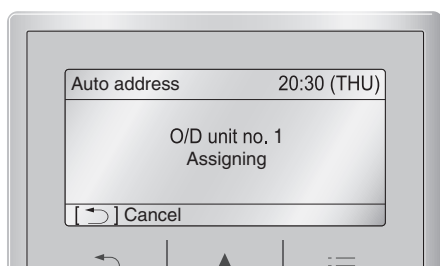 Auto address 20:30 (THU)
O/D unit no. 1
Assigning
[⮌] Cancel